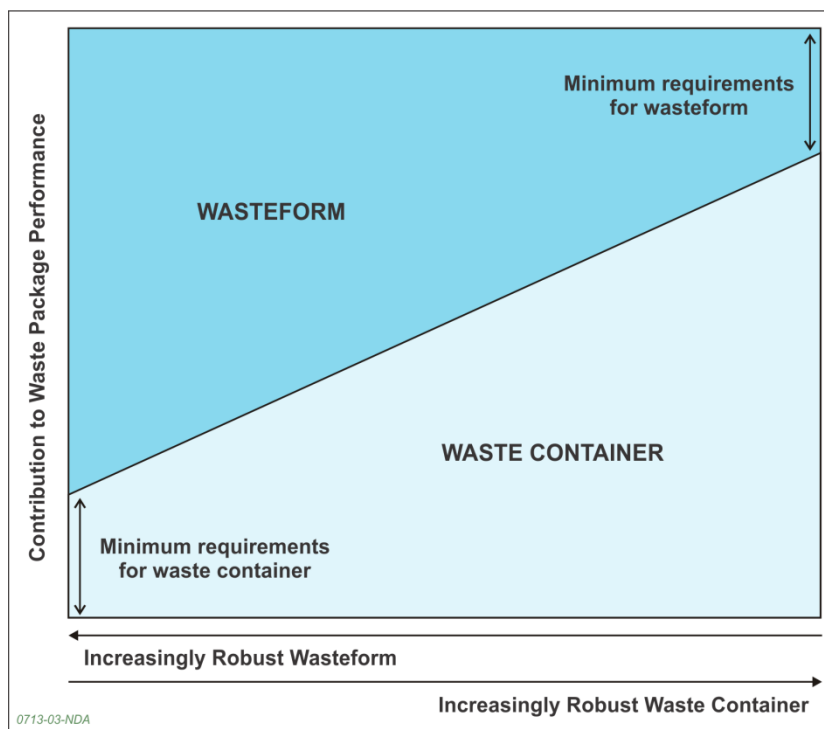 Contribution to Waste Package Performance
Minimum requirements
for wasteform
WASTEFORM
WASTE CONTAINER
Minimum requirements
for waste container
Increasingly Robust Wasteform
Increasingly Robust Waste Container
0713-03-NDA